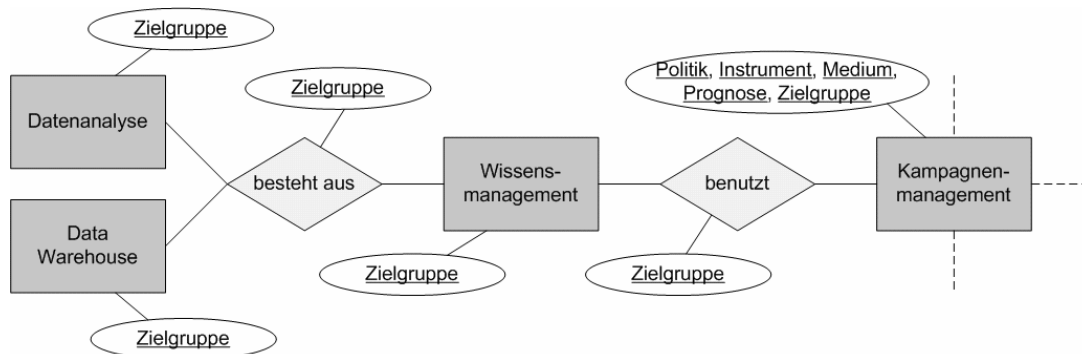 Zielgruppe
Datenanalyse
Zielgruppe
Politik, Instrument, Medium,
Prognose, Zielgruppe
besteht aus
Wissens-
management
benutzt
Kampagnen-
management
Data
Warehouse
Zielgruppe
Zielgruppe
Zielgruppe